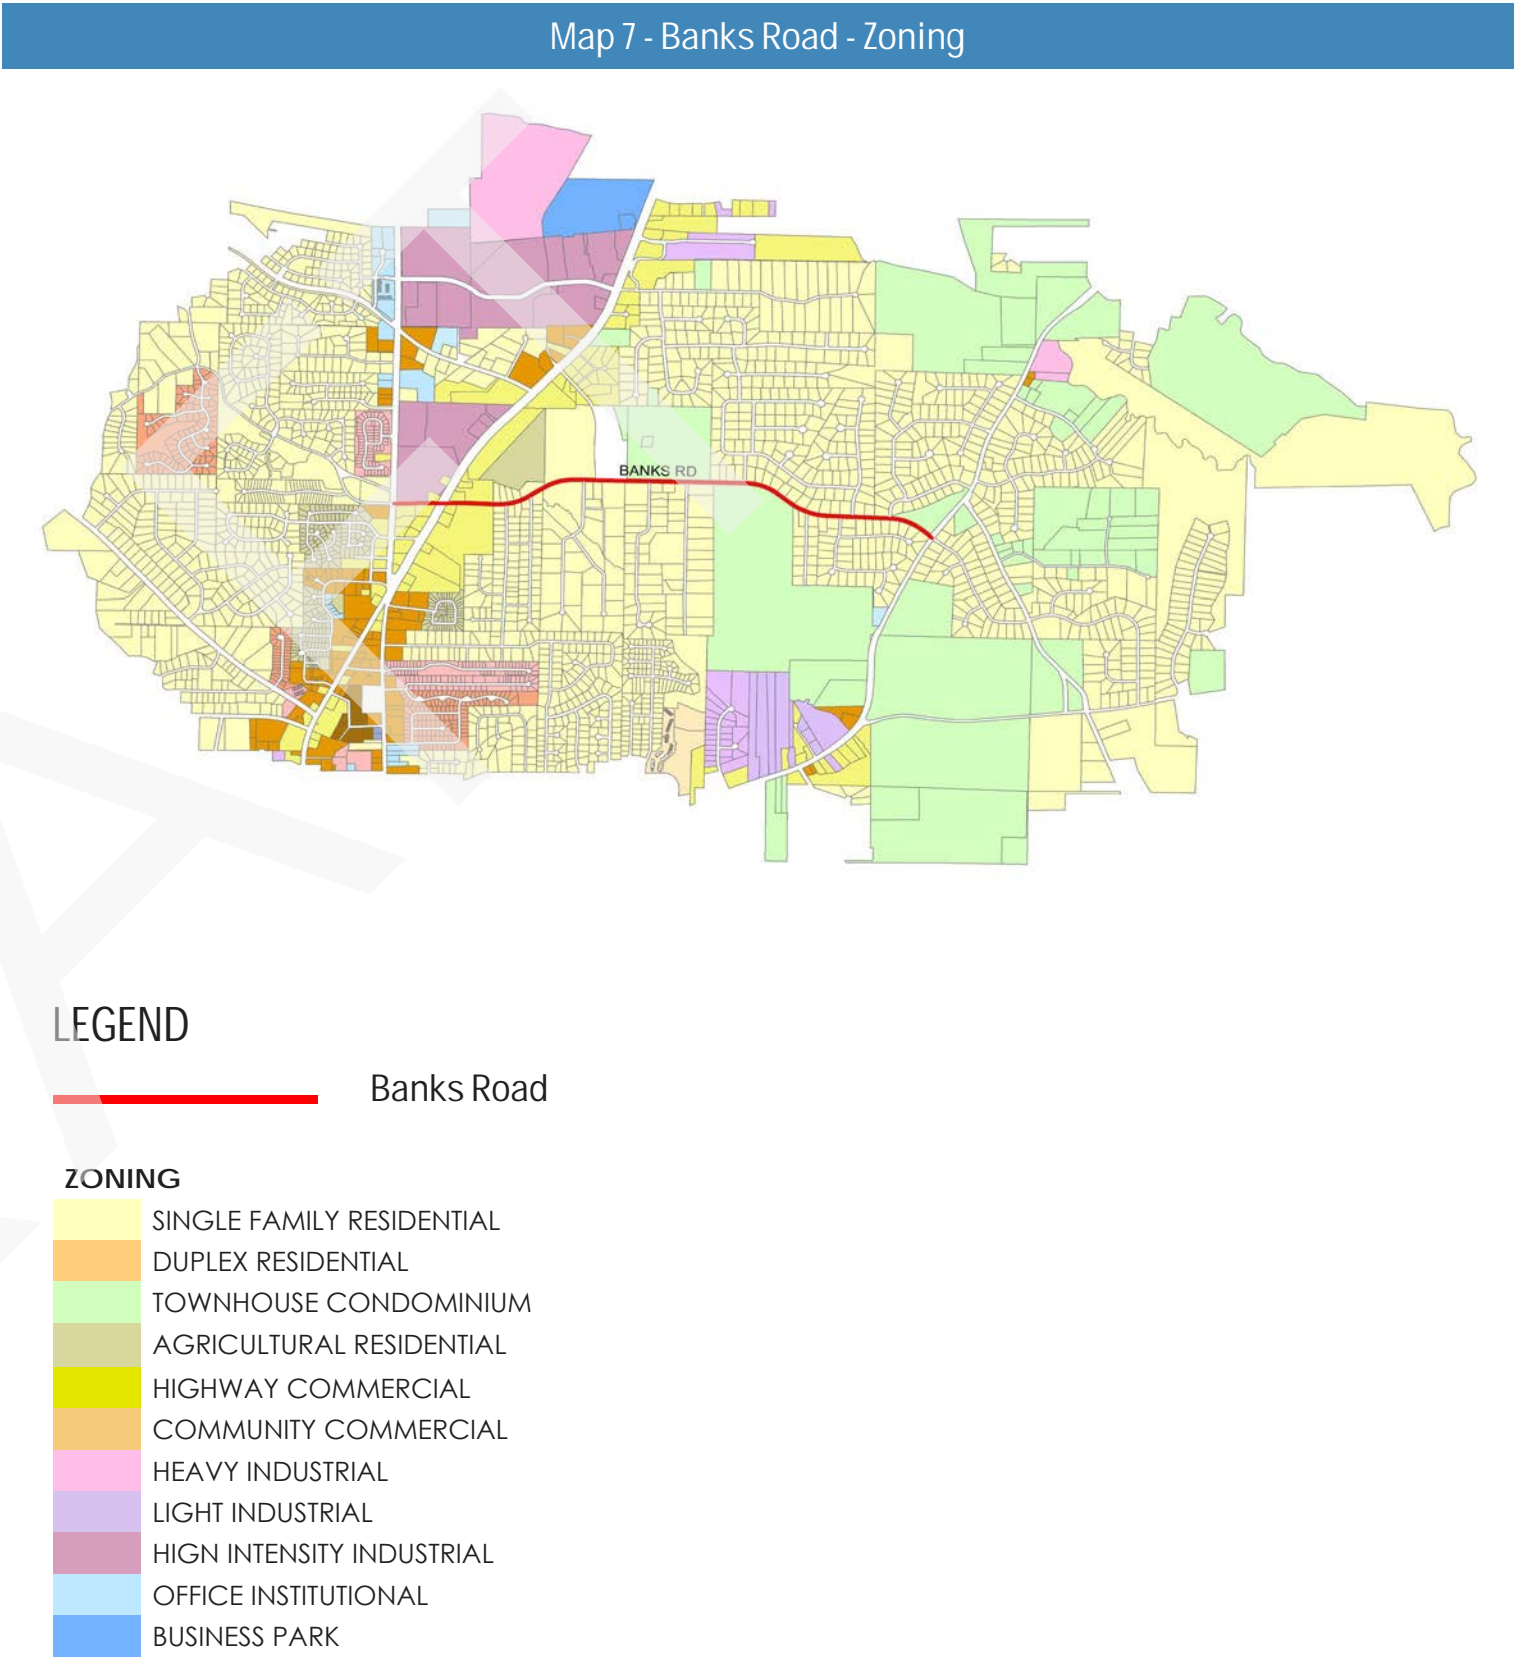 Map 7 - Banks Road - Zoning
BANKS RD
LEGEND
Banks Road
ZONING
SINGLE FAMILY RESIDENTIAL
DUPLEX RESIDENTIAL
TOWNHOUSE CONDOMINIUM
AGRICULTURAL RESIDENTIAL
HIGHWAY COMMERCIAL
COMMUNITY COMMERCIAL
HEAVY INDUSTRIAL
LIGHT INDUSTRIAL
HIGN INTENSITY INDUSTRIAL
OFFICE INSTITUTIONAL
BUSINESS PARK